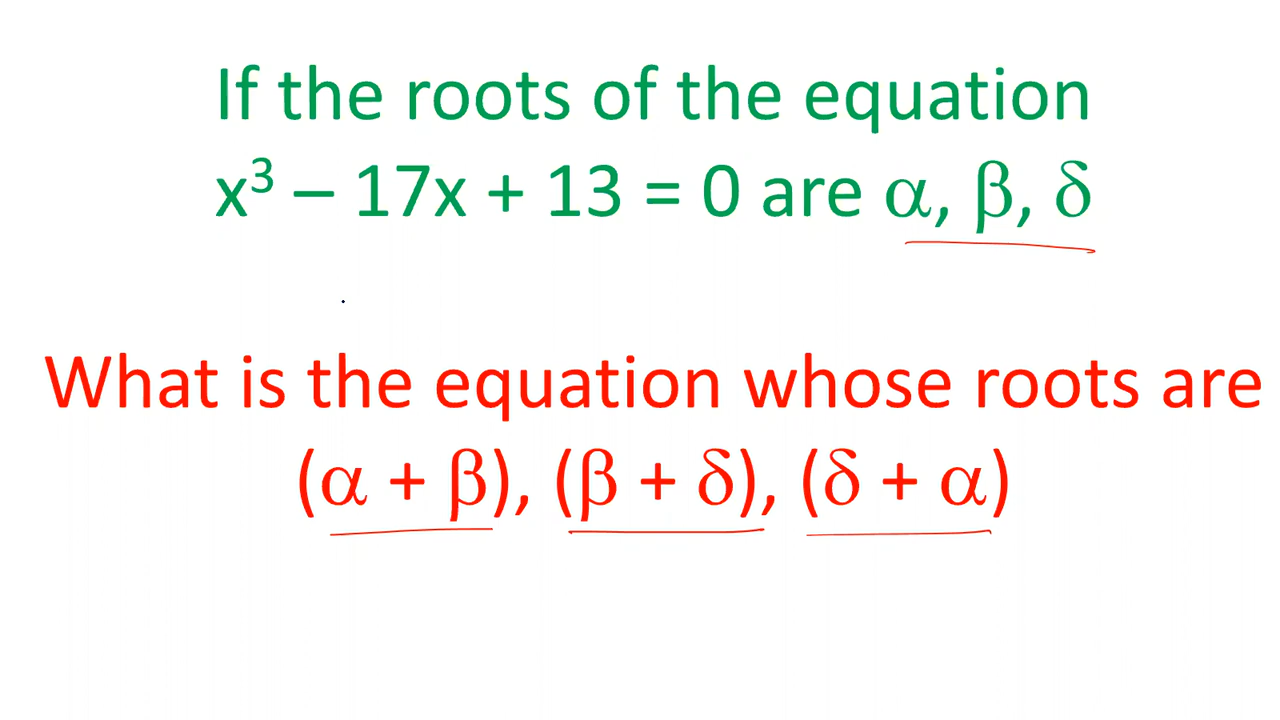 If the roots of the equation
x³ – 17x + 13 = 0 are α, β, δ
What is the equation whose roots are
(α + β), (β + δ), (δ + α)